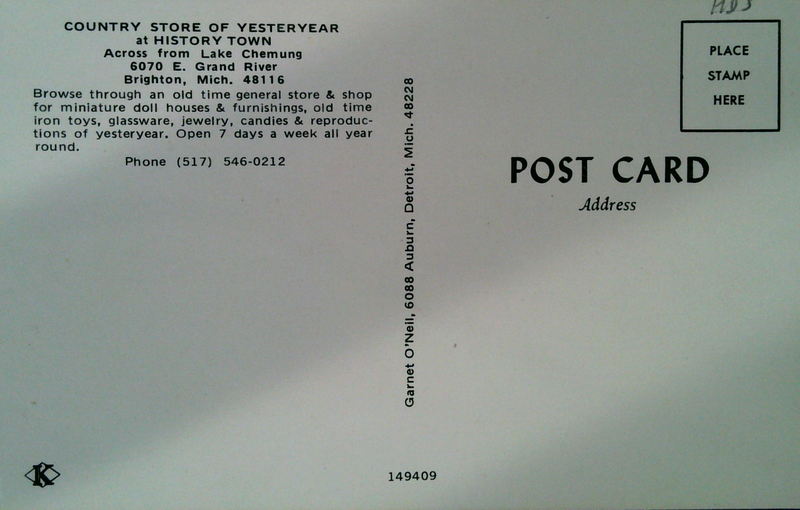 COUNTRY STORE OF YESTERYEAR
at HISTORY TOWN
Across from Lake Chemung
6070 E. Grand River
Brighton, Mich. 48116
Browse through an old time general store & shop
for miniature doll houses & furnishings, old time
iron toys, glassware, jewelry, candies & reproduc-
tions of yesteryear. Open 7 days a week all year
round.
Phone (517) 546-0212
Garnet O'Neil, 6088 Auburn, Detroit, Mich. 48228
PLACE
STAMP
HERE
POST CARD
Address
K
149409